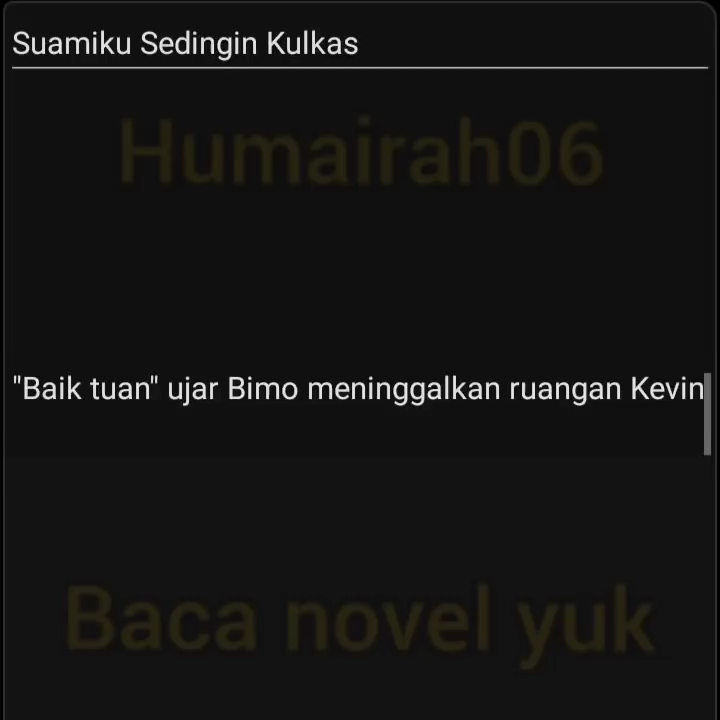 Suamiku Sedingin Kulkas
Humairah06
"Baik tuan" ujar Bimo meninggalkan ruangan Kevin
Baca novel yuk